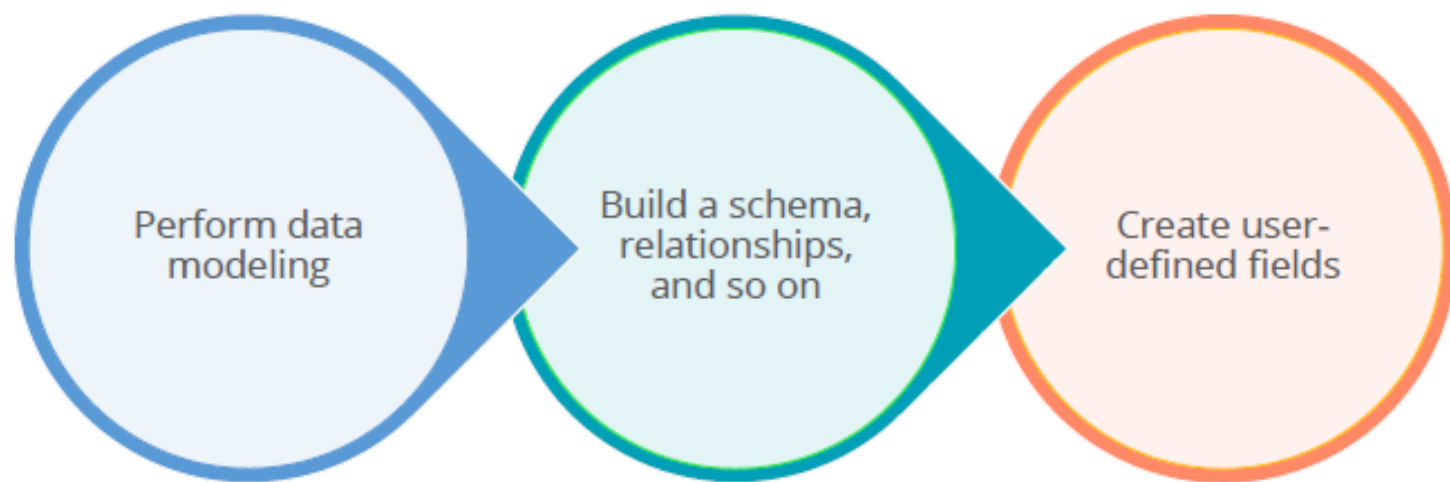 Perform data
modeling
Build a schema,
relationships,
and so on
Create user-
defined fields